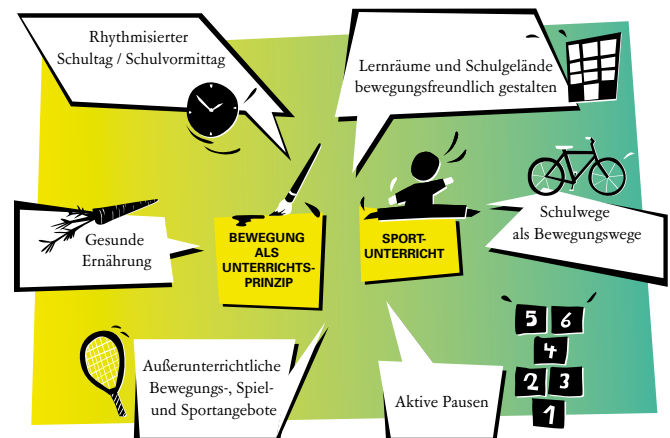 Rhythmisierter
Schultag / Schulvormittag
Lernräume und Schulgelände
bewegungsfreundlich gestalten
Gesunde
Ernährung
BEWEGUNG
ALS
UNTERRICHTS-
PRINZIP
SPORT-
UNTERRICHT
Schulwege
als Bewegungswege
Außerunterrichtliche
Bewegungs-, Spiel-
und Sportangebote
Aktive Pausen
5 6
4
2 3
1